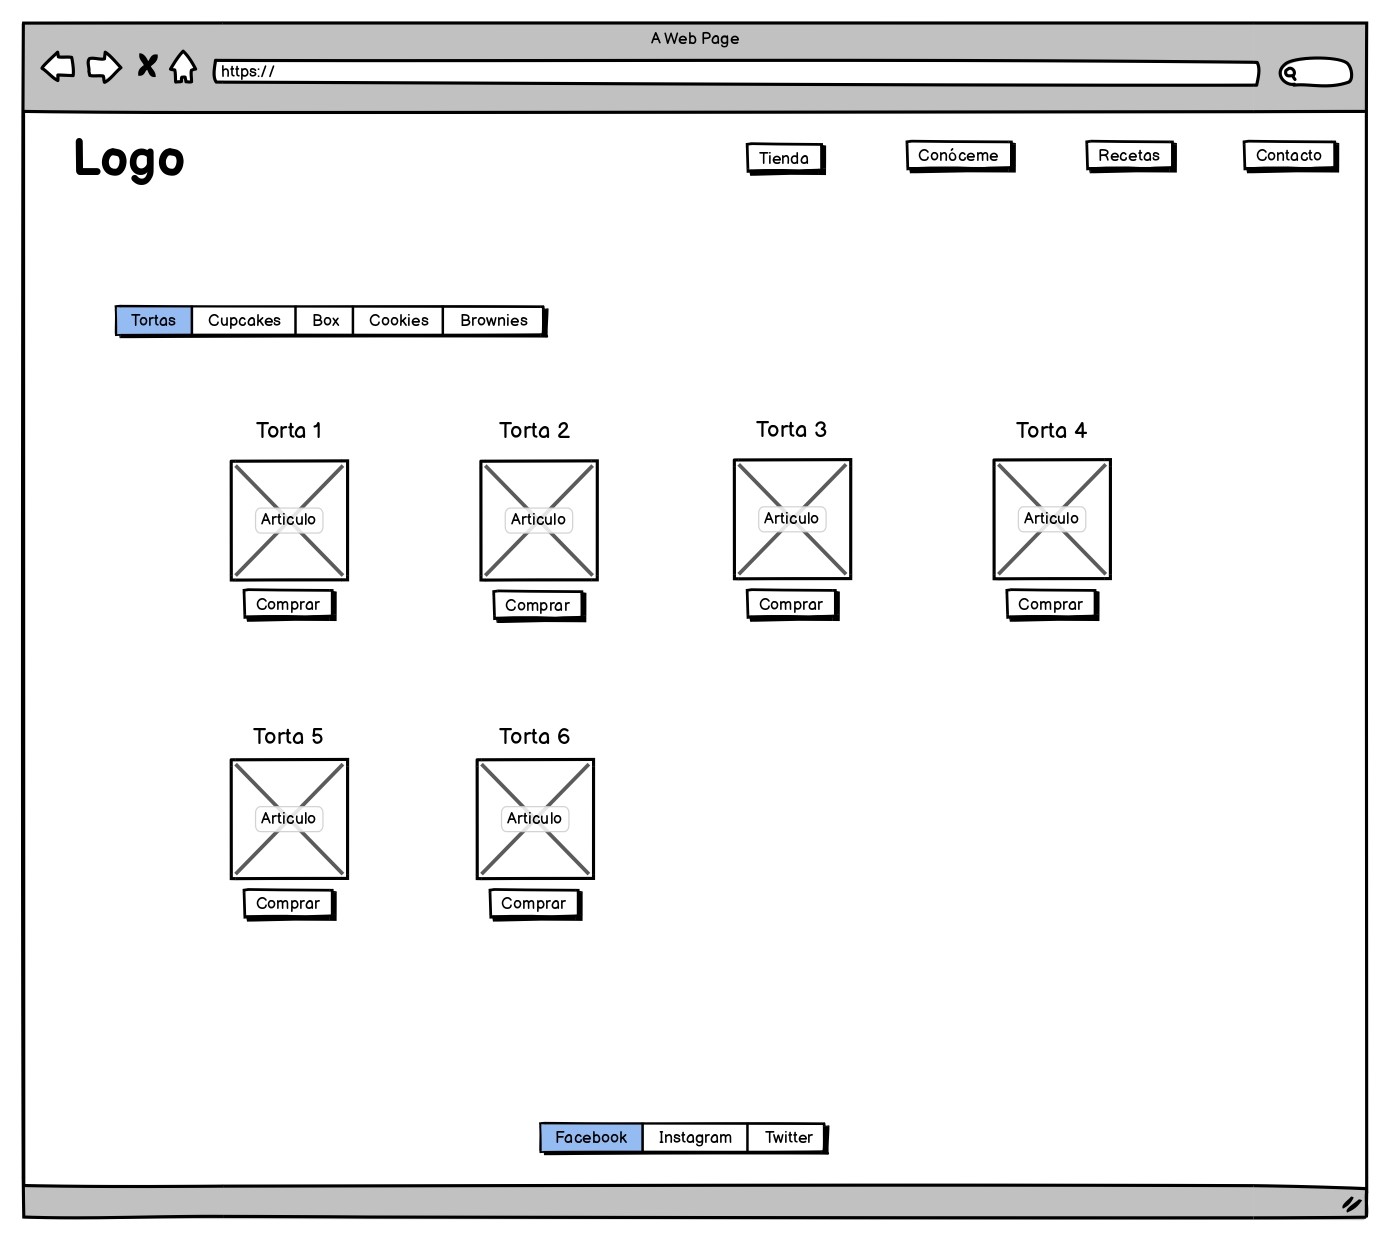 A Web Page
https://
Logo
Tienda
Conóceme
Recetas
Contacto
Tortas Cupcakes Box Cookies Brownies
Torta 1 Torta 2 Torta 3 Torta 4
Articulo Articulo Articulo Articulo
Comprar Comprar Comprar Comprar
Torta 5 Torta 6
Articulo Articulo
Comprar Comprar
Facebook Instagram Twitter